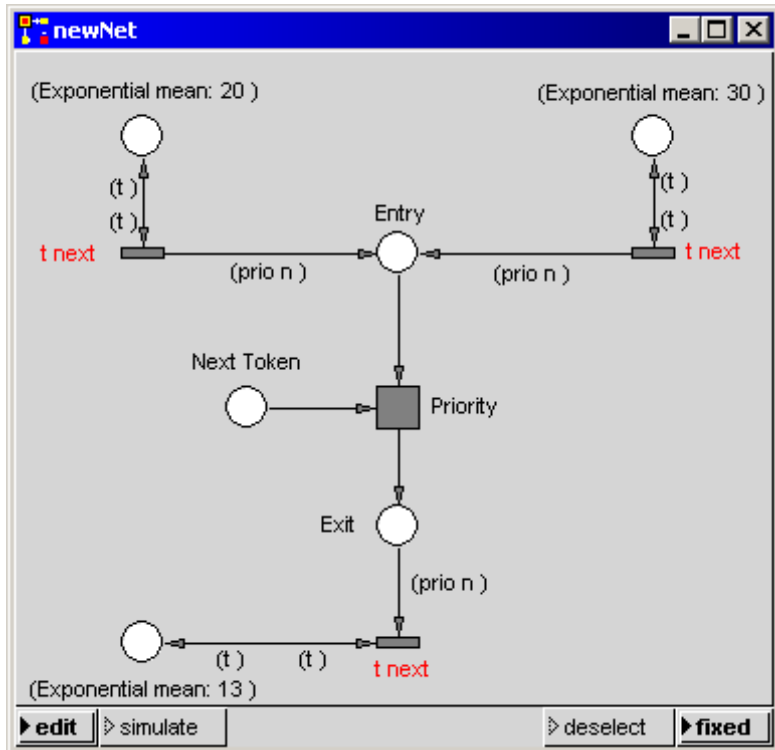 newNet
(Exponential mean: 20 )
(Exponential mean: 30 )
(t )
(t )
(t )
(t )
Entry
t next
t next
(prio n )
(prio n )
Next Token
Priority
Exit
(prio n )
(t )
(t )
t next
(Exponential mean: 13 )
edit
simulate
deselect
fixed